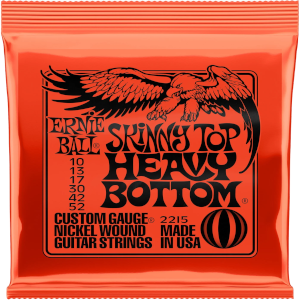 ERNIE BALL
SKINNY TOP
HEAVY
BOTTOM
10
13
17
30
42
52
CUSTOM GAUGE® 2215
NICKEL WOUND MADE
GUITAR STRINGS IN USA